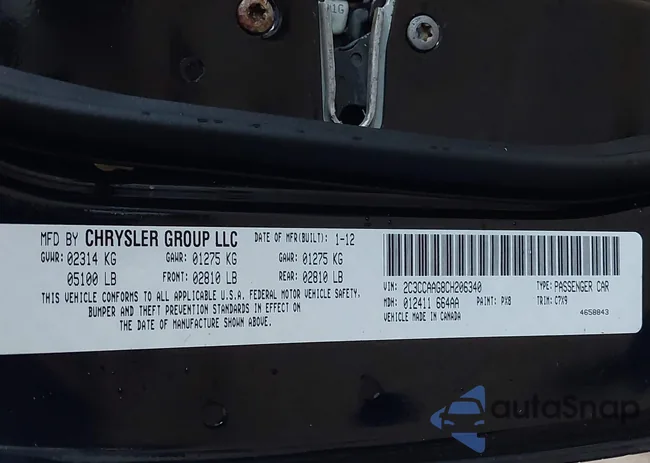 1G
MFD BY CHRYSLER GROUP LLC DATE OF MFR(BUILT): 1-12
GVWR: 02314 KG GAWR: 01275 KG GAWR: 01275 KG
05100 LB FRONT: 02810 LB REAR: 02810 LB
THIS VEHICLE CONFORMS TO ALL APPLICABLE U.S.A. FEDERAL MOTOR VEHICLE SAFETY,
BUMPER AND THEFT PREVENTION STANDARDS IN EFFECT ON
THE DATE OF MANUFACTURE SHOWN ABOVE.
VIN: 2C3CCAAG8CH206340 TYPE: PASSENGER CAR
MDH: 012411 664AA PAINT: PX8 TRIM: C7X9
VEHICLE MADE IN CANADA 4658843
autoSnap